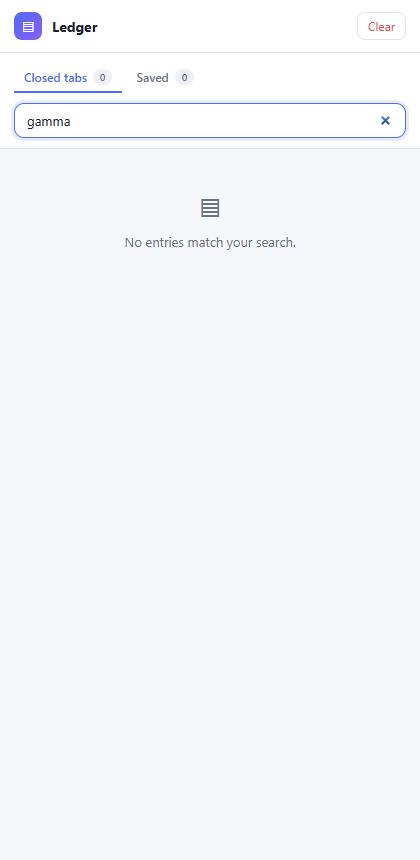 Ledger
Clear
Closed tabs 0 Saved 0
gamma
No entries match your search.